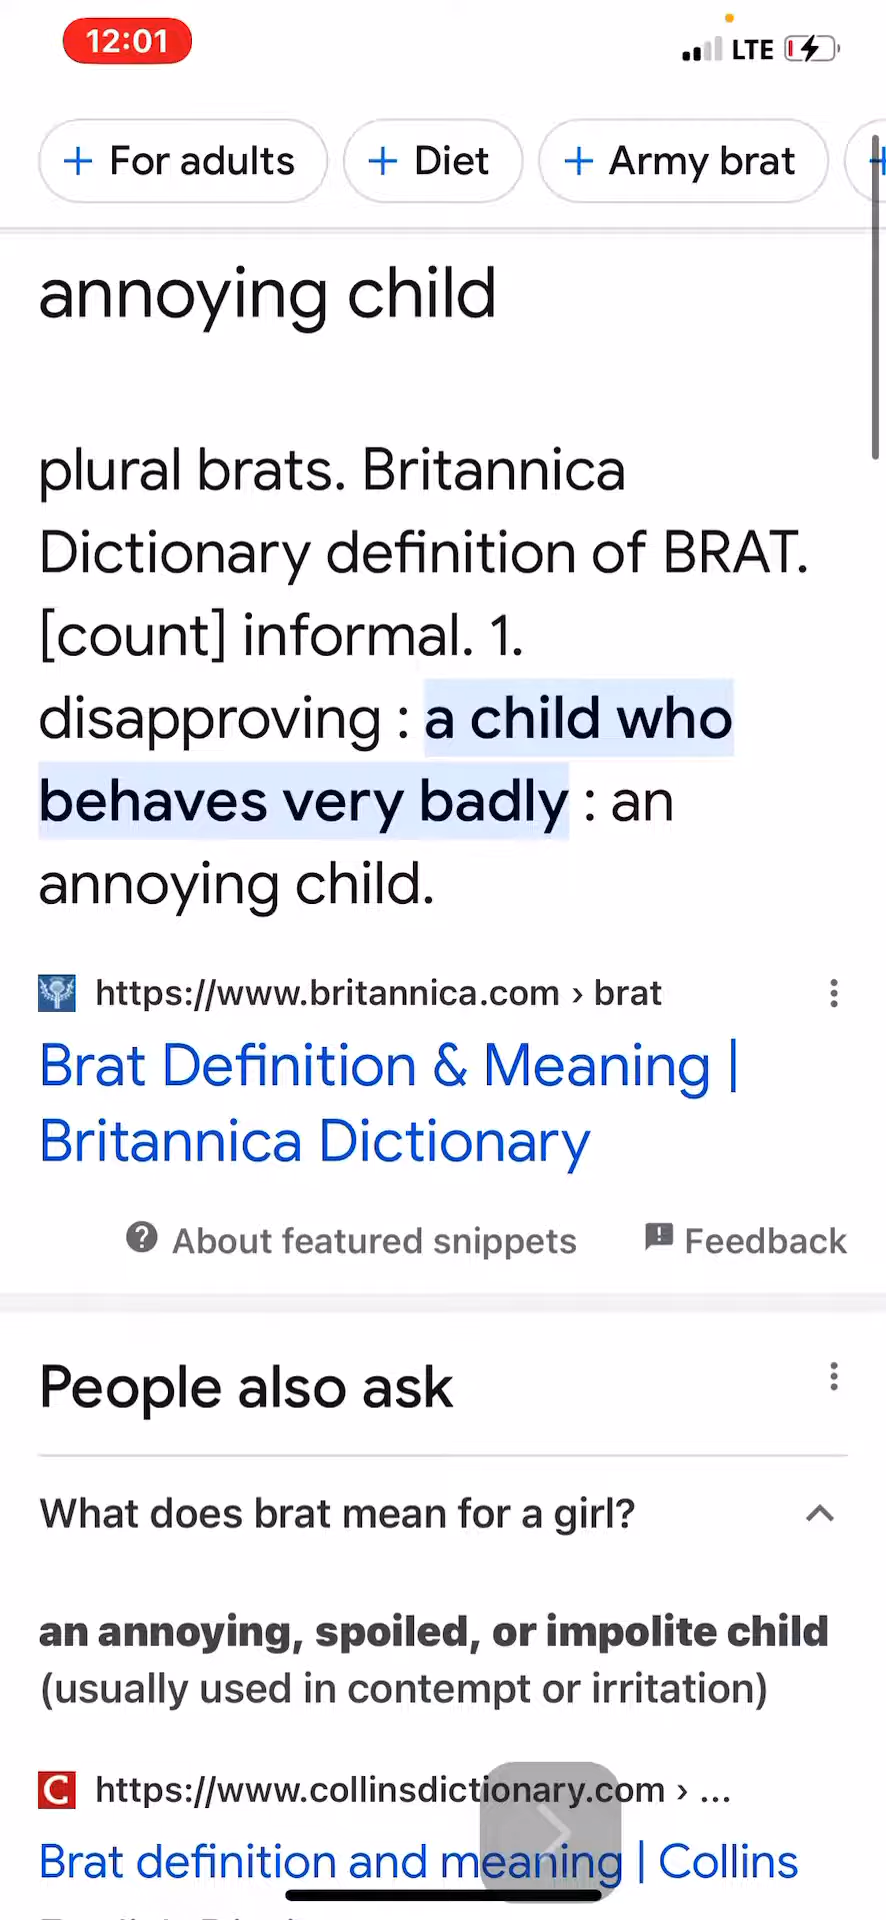 12:01
LTE
+ For adults + Diet + Army brat +
annoying child
plural brats. Britannica
Dictionary definition of BRAT.
[count] informal. 1.
disapproving : a child who
behaves very badly : an
annoying child.
https://www.britannica.com › brat
Brat Definition & Meaning |
Britannica Dictionary
About featured snippets Feedback
People also ask
What does brat mean for a girl?
an annoying, spoiled, or impolite child
(usually used in contempt or irritation)
C https://www.collinsdictionary.com › ...
Brat definition and meaning | Collins